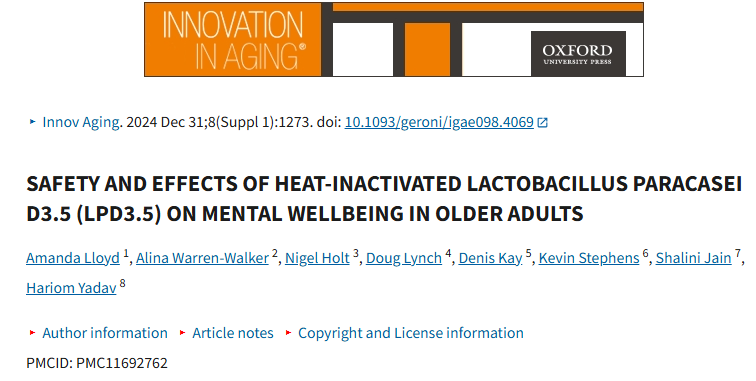 INNOVATION
IN AGING®
OXFORD
UNIVERSITY PRESS
Innov Aging. 2024 Dec 31;8(Suppl 1):1273. doi: 10.1093/geroni/igae098.4069
SAFETY AND EFFECTS OF HEAT-INACTIVATED LACTOBACILLUS PARACASEI
D3.5 (LPD3.5) ON MENTAL WELLBEING IN OLDER ADULTS
Amanda Lloyd 1, Alina Warren-Walker 2, Nigel Holt 3, Doug Lynch 4, Denis Kay 5, Kevin Stephens 6, Shalini Jain 7,
Hariom Yadav 8
Author information Article notes Copyright and License information
PMCID: PMC11692762